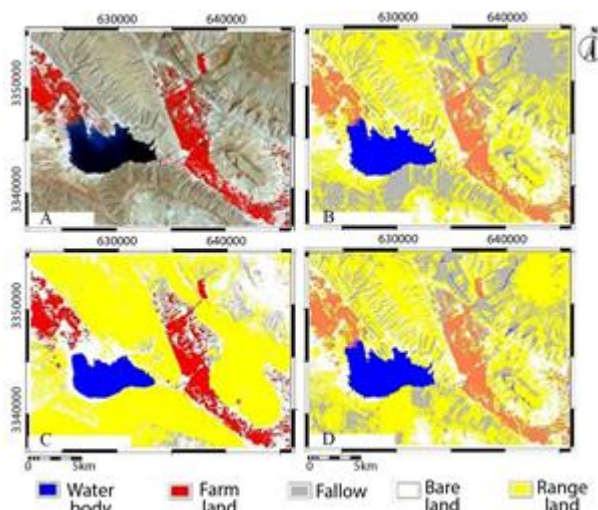 630000 640000 630000 640000
3350000
3340000
A B
630000 640000 630000 640000
3350000
3340000
C D
0 5km 0 5km
Water body
Farm land
Fallow
Bare land
Range land